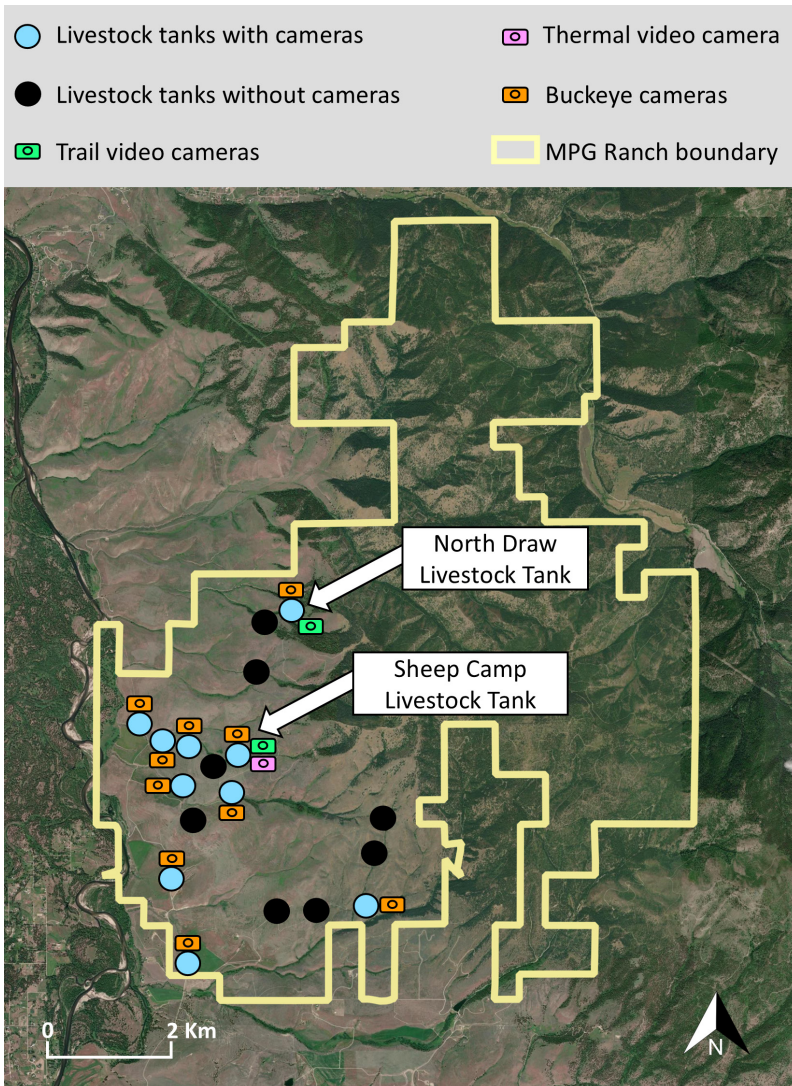 Livestock tanks with cameras
Thermal video camera
Livestock tanks without cameras
Buckeye cameras
Trail video cameras
MPG Ranch boundary
North Draw
Livestock Tank
Sheep Camp
Livestock Tank
0
2 Km
N